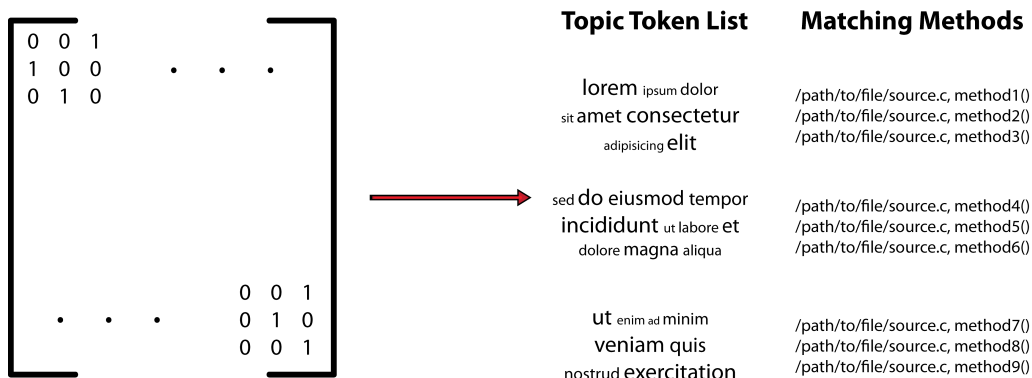 0 0 1
1 0 0 . . .
0 1 0
0 0 1
. . . 0 1 0
0 0 1
Topic Token List
lorem ipsum dolor
sit amet consectetur
adipisicing elit
sed do eiusmod tempor
incididunt ut labore et
dolore magna aliqua
ut enim ad minim
veniam quis
nostrud exercitation
Matching Methods
/path/to/file/source.c, method1()
/path/to/file/source.c, method2()
/path/to/file/source.c, method3()
/path/to/file/source.c, method4()
/path/to/file/source.c, method5()
/path/to/file/source.c, method6()
/path/to/file/source.c, method7()
/path/to/file/source.c, method8()
/path/to/file/source.c, method9()